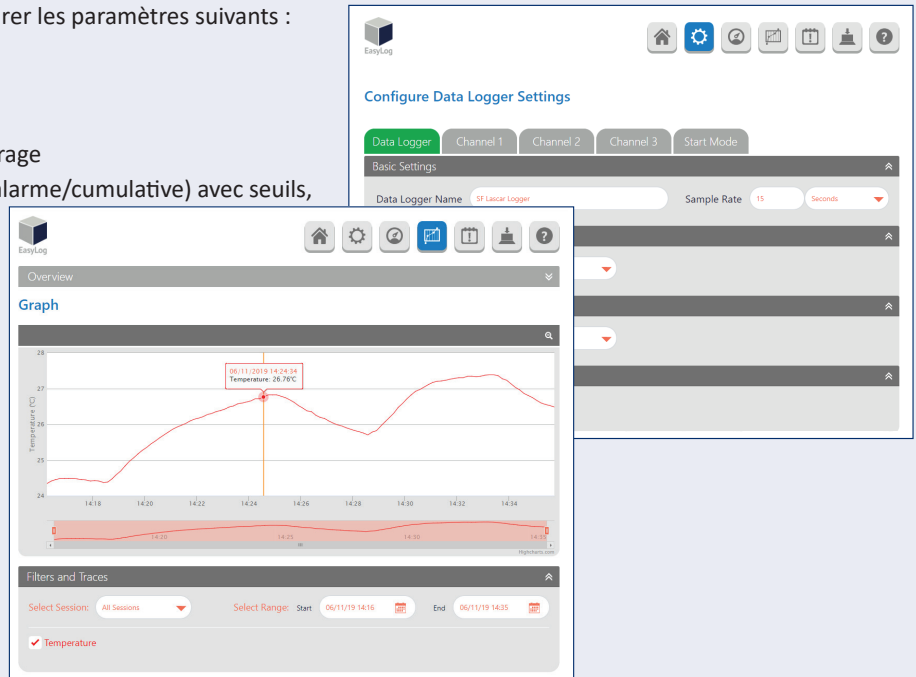 rer les paramètres suivants :
rage
alarme/cumulative) avec seuils,
EasyLog
Configure Data Logger Settings
Data Logger Channel 1 Channel 2 Channel 3 Start Mode
Basic Settings
Data Logger Name SF Lascar Logger Sample Rate 15 Seconds
EasyLog
Overview
Graph
28
27
26
25
24
Temperature (°C)
06/11/2019 14:24:34
Temperature: 26.76°C
14:18 14:20 14:22 14:24 14:26 14:28 14:30 14:32 14:34
14:20 14:25 14:30 14:35
Highcharts.com
Filters and Traces
Select Session: All Sessions Select Range: Start 06/11/19 14:16 End 06/11/19 14:35
Temperature